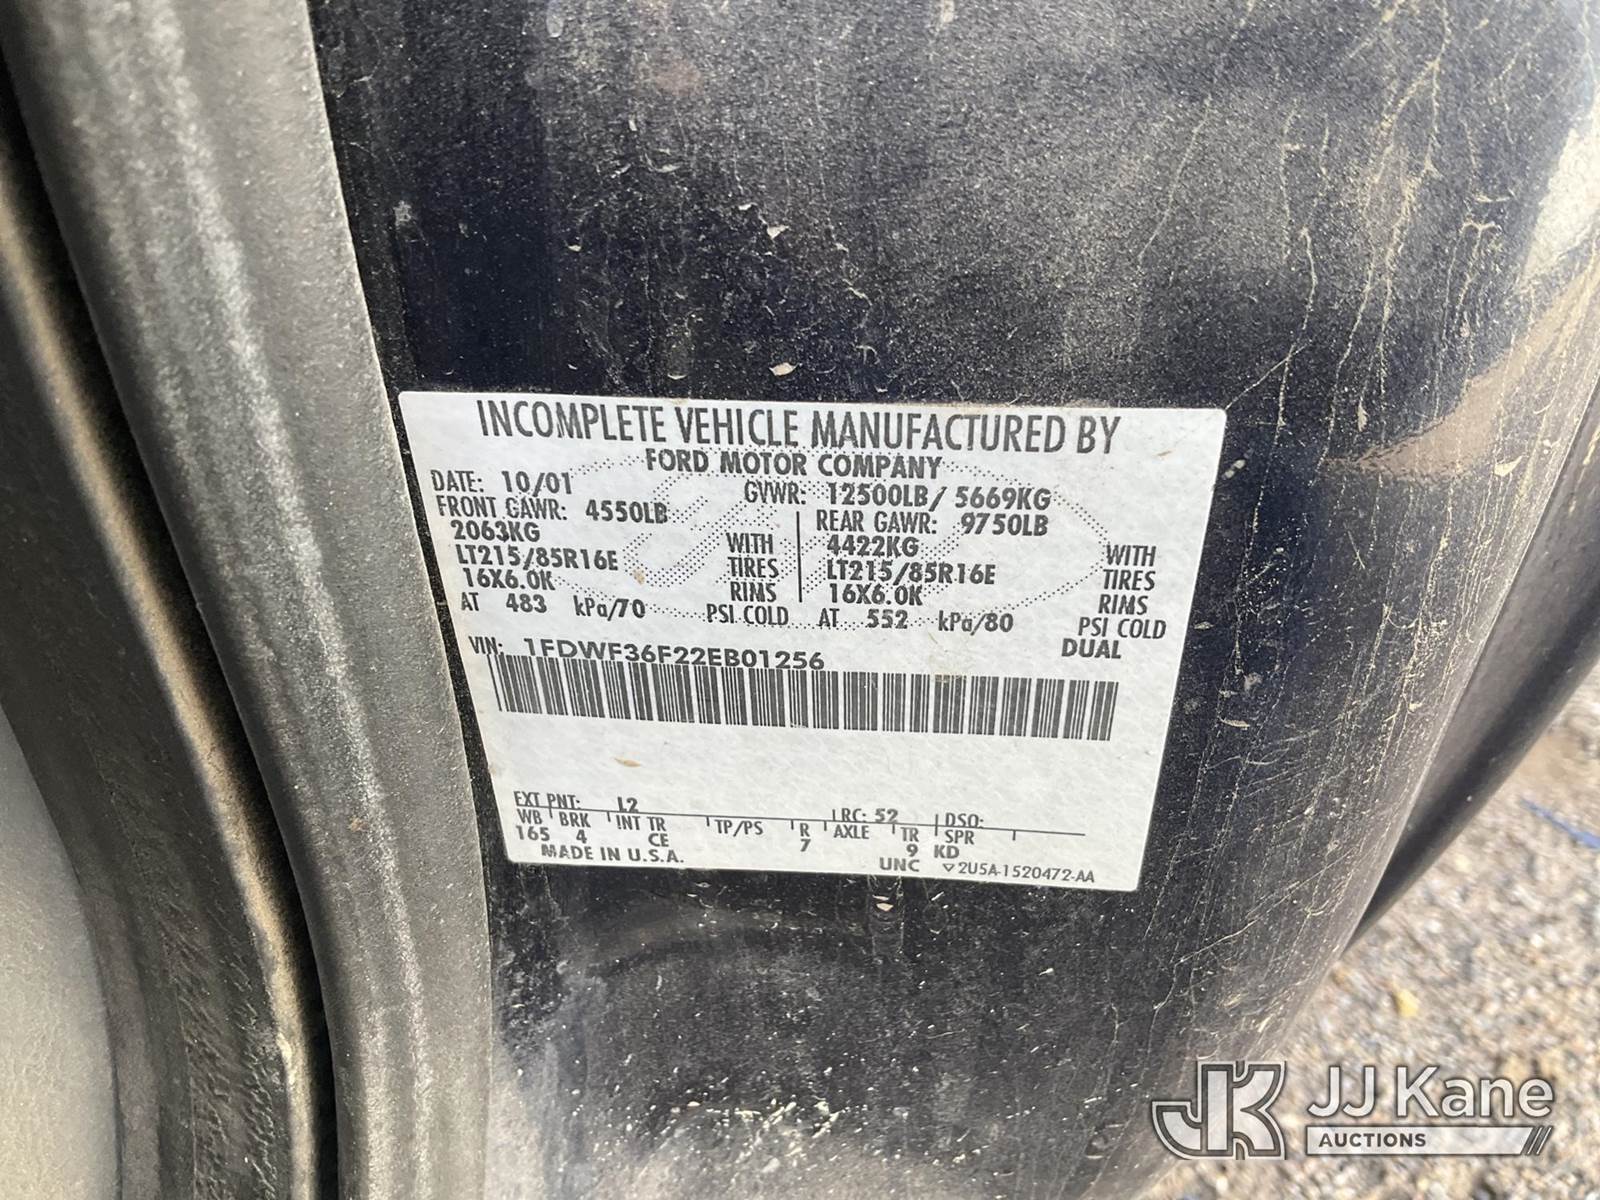 INCOMPLETE VEHICLE MANUFACTURED BY
FORD MOTOR COMPANY
DATE: 10/01 GVWR: 12500LB/ 5669KG
FRONT GAWR: 4550LB REAR GAWR: 9750LB
2063KG WITH 4422KG WITH
LT215/85R16E TIRES LT215/85R16E TIRES
16X6.0K RIMS 16X6.0K RIMS
AT 483 kPa/70 PSI COLD AT 552 kPa/80 PSI COLD
DUAL
VIN: 1FDWF36F22EB01256
EXT PNT: L2 RC: 52 DSO:
WB BRK INT TR TP/PS R AXLE TR SPR
165 4 CE 7 9 KD
MADE IN U.S.A. UNC ▽2U5A-1520472-AA
JK JJ Kane
AUCTIONS